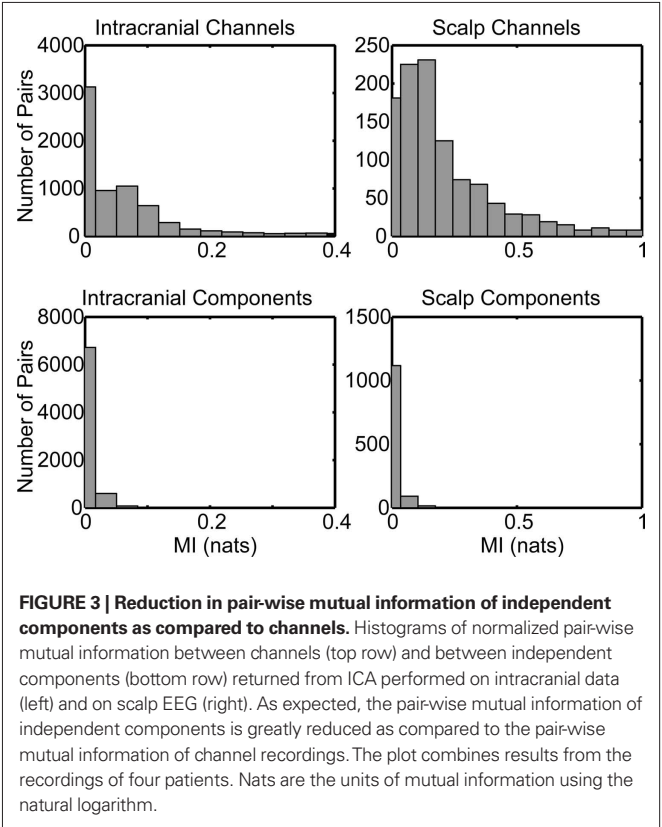 Intracranial Channels
4000
3000
2000
1000
0
Number of Pairs
0 0.2 0.4
Scalp Channels
250
200
150
100
50
0
0 0.5 1
Intracranial Components
8000
6000
4000
2000
0
Number of Pairs
0 0.2 0.4
MI (nats)
Scalp Components
1500
1000
500
0
0 0.5 1
MI (nats)
FIGURE 3 | Reduction in pair-wise mutual information of independent
components as compared to channels. Histograms of normalized pair-wise
mutual information between channels (top row) and between independent
components (bottom row) returned from ICA performed on intracranial data
(left) and on scalp EEG (right). As expected, the pair-wise mutual information of
independent components is greatly reduced as compared to the pair-wise
mutual information of channel recordings. The plot combines results from the
recordings of four patients. Nats are the units of mutual information using the
natural logarithm.